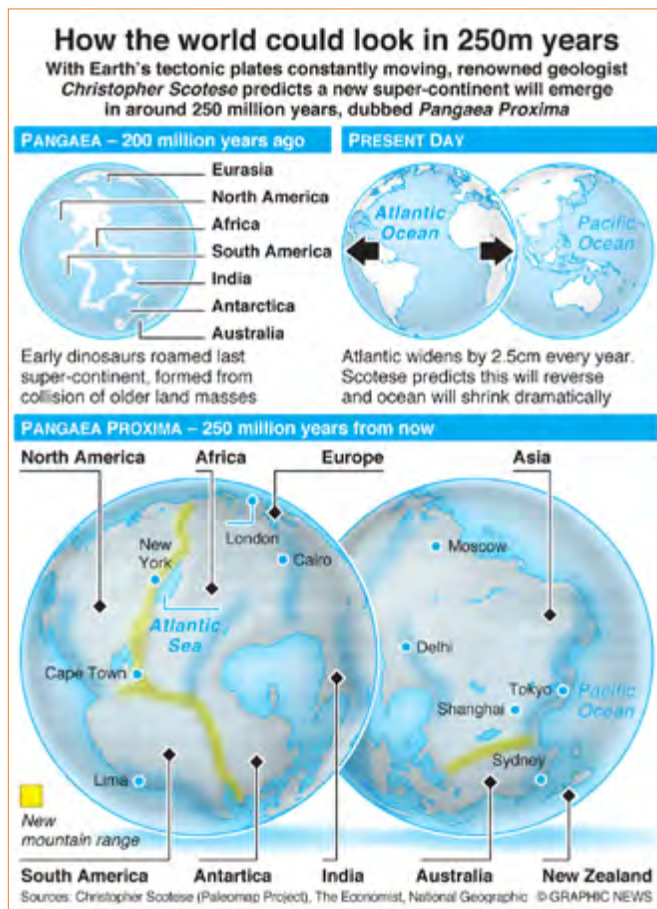 How the world could look in 250m years
With Earth's tectonic plates constantly moving, renowned geologist
Christopher Scotese predicts a new super-continent will emerge
in around 250 million years, dubbed Pangaea Proxima
PANGAEA – 200 million years ago
Eurasia
North America
Africa
South America
India
Antarctica
Australia
Early dinosaurs roamed last
super-continent, formed from
collision of older land masses
PRESENT DAY
Atlantic
Ocean
Pacific
Ocean
Atlantic widens by 2.5cm every year.
Scotese predicts this will reverse
and ocean will shrink dramatically
PANGAEA PROXIMA – 250 million years from now
North America
Africa
Europe
Asia
London
New
York
Cairo
Moscow
Atlantic
Sea
Delhi
Cape Town
Tokyo
Pacific
Ocean
Shanghai
Sydney
Lima
New
mountain range
South America
Antartica
India
Australia
New Zealand
Sources: Christopher Scotese (Paleomap Project), The Economist, National Geographic
© GRAPHIC NEWS